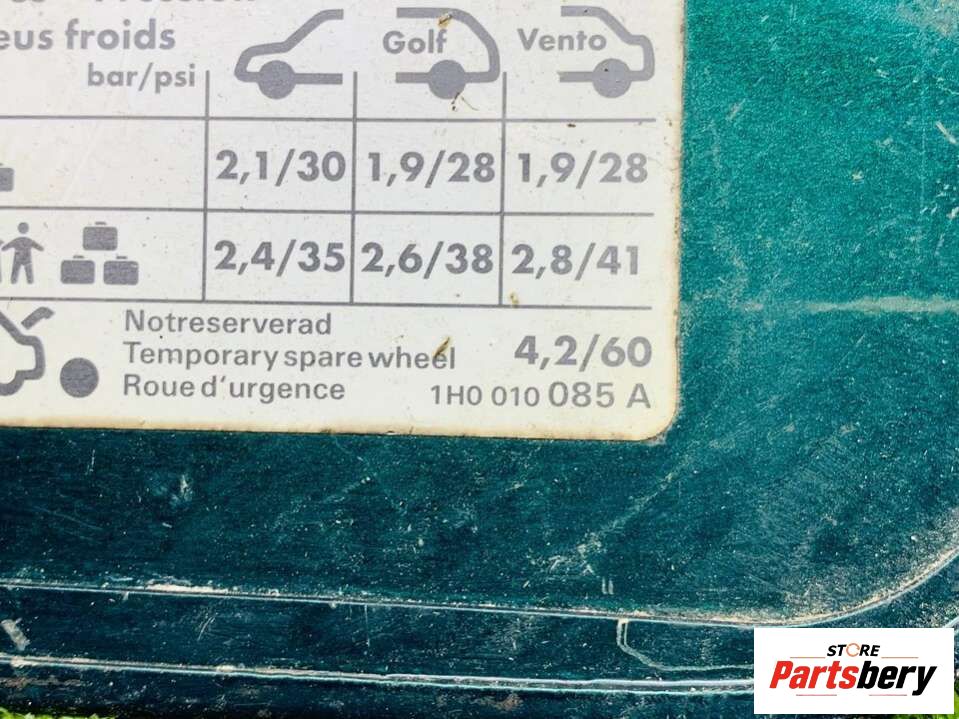 eus froids
Golf
Vento
bar/psi
2,1/30 1,9/28 1,9/28
2,4/35 2,6/38 2,8/41
Notreserverad
Temporary spare wheel 4,2/60
Roue d'urgence 1H0 010 085 A
STORE
Partsbery